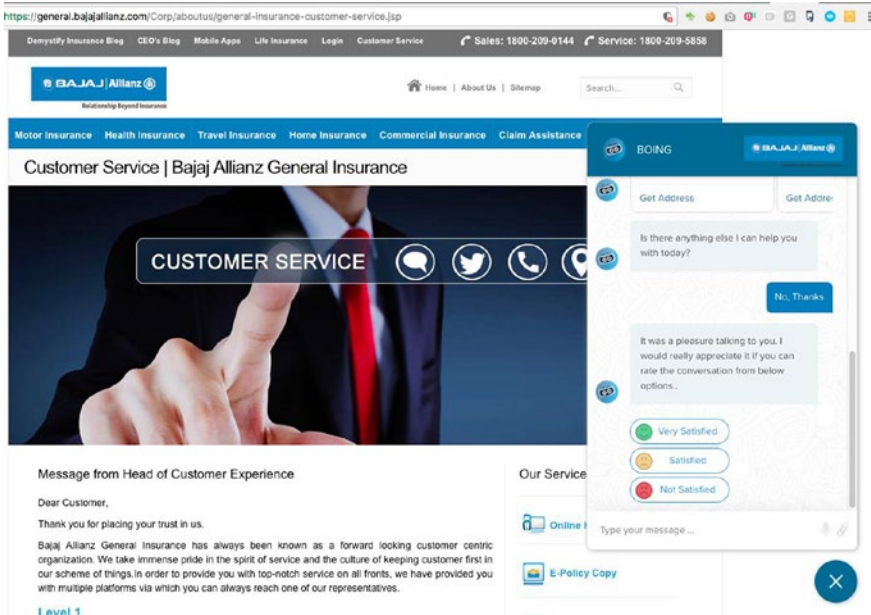 https://general.bajajallianz.com/Corp/aboutus/general-insurance-customer-service.jsp
Demystify Insurance Blog CEO's Blog Mobile Apps Life Insurance Login Customer Service Sales: 1800-209-0144 Service: 1800-209-5858
BAJAJ Allianz
Relationship Beyond Insurance
Home | About Us | Sitemap
Search...
Motor Insurance Health Insurance Travel Insurance Home Insurance Commercial Insurance Claim Assistance
Customer Service | Bajaj Allianz General Insurance
CUSTOMER SERVICE
Message from Head of Customer Experience
Dear Customer,
Thank you for placing your trust in us.
Bajaj Allianz General Insurance has always been known as a forward looking customer centric
organization. We take immense pride in the spirit of service and the culture of keeping customer first in
our scheme of things.in order to provide you with top-notch service on all fronts, we have provided you
with multiple platforms via which you can always reach one of our representatives.
Level 1
Our Service
Online
E-Policy Copy
BOING
BAJAJ Allianz
Get Address
Get Addre
Is there anything else I can help you
with today?
No, Thanks
It was a pleasure talking to you. I
would really appreciate it if you can
rate the conversation from below
options..
Very Satisfied
Satisfied
Not Satisfied
Type your message ...